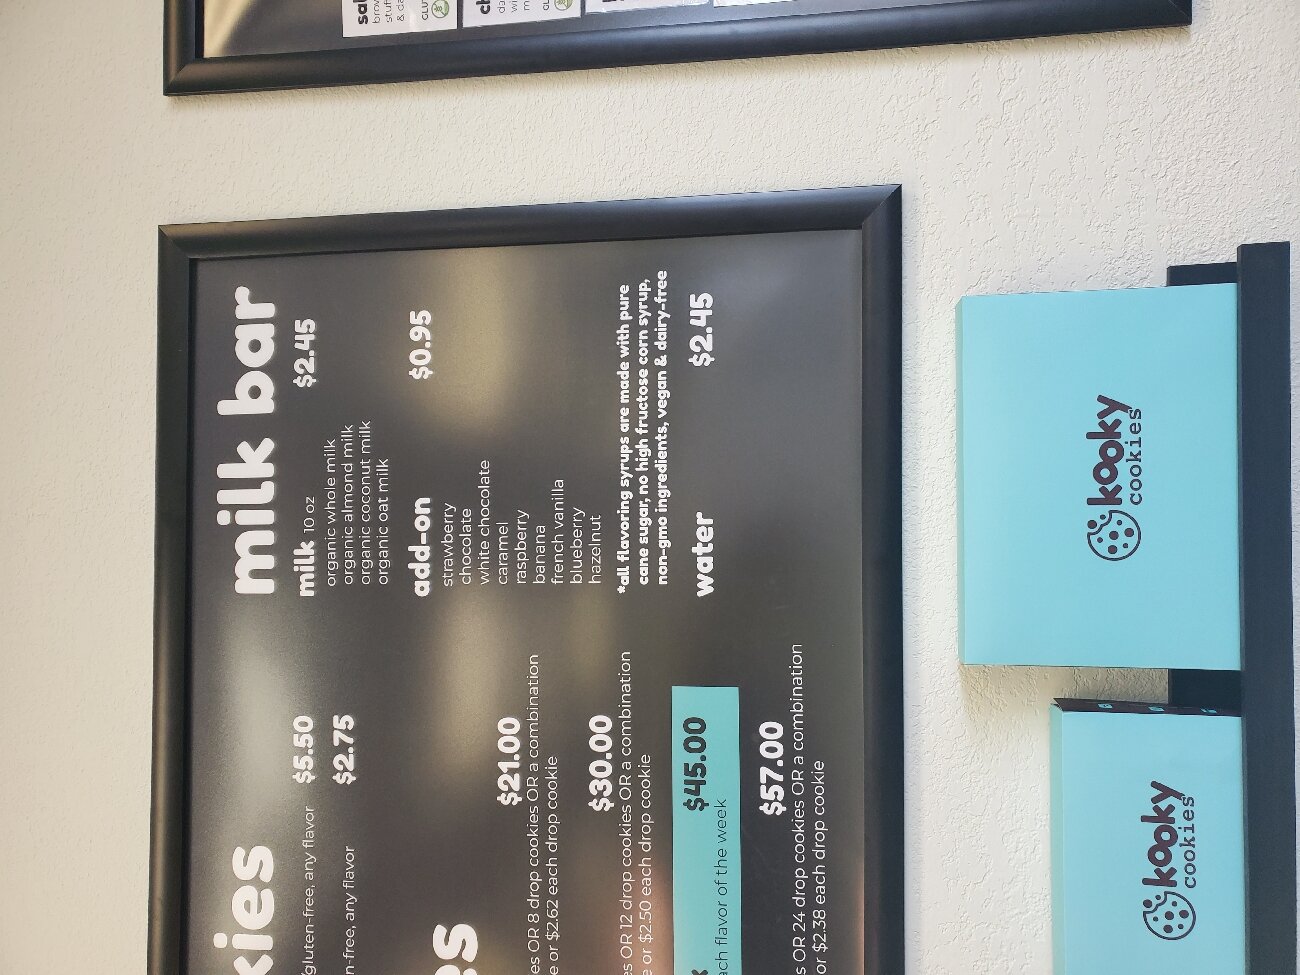 kies
gluten-free, any flavor $5.50
n-free, any flavor $2.75
es
$21.00
es OR 8 drop cookies OR a combination
e or $2.62 each drop cookie
$30.00
es OR 12 drop cookies OR a combination
e or $2.50 each drop cookie
$45.00
ach flavor of the week
$57.00
s OR 24 drop cookies OR a combination
or $2.38 each drop cookie
milk bar
milk 10 oz $2.45
organic whole milk
organic almond milk
organic coconut milk
organic oat milk
add-on $0.95
strawberry
chocolate
white chocolate
caramel
raspberry
banana
french vanilla
blueberry
hazelnut
*all flavoring syrups are made with pure
cane sugar, no high fructose corn syrup,
non-gmo ingredients, vegan & dairy-free
water $2.45
kooky
cookies
kooky
cookies